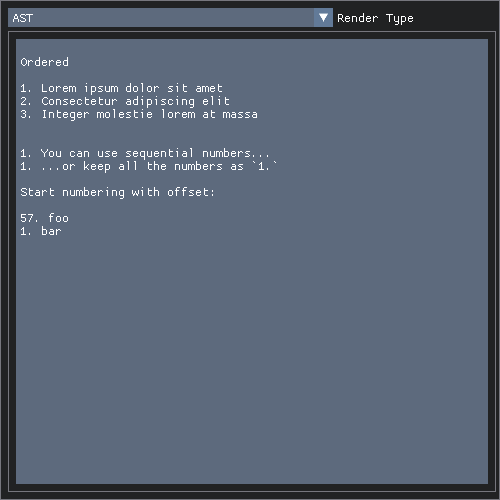 AST
Render Type
Ordered
1. Lorem ipsum dolor sit amet
2. Consectetur adipiscing elit
3. Integer molestie lorem at massa
1. You can use sequential numbers...
1. ...or keep all the numbers as `1.`
Start numbering with offset:
57. foo
1. bar